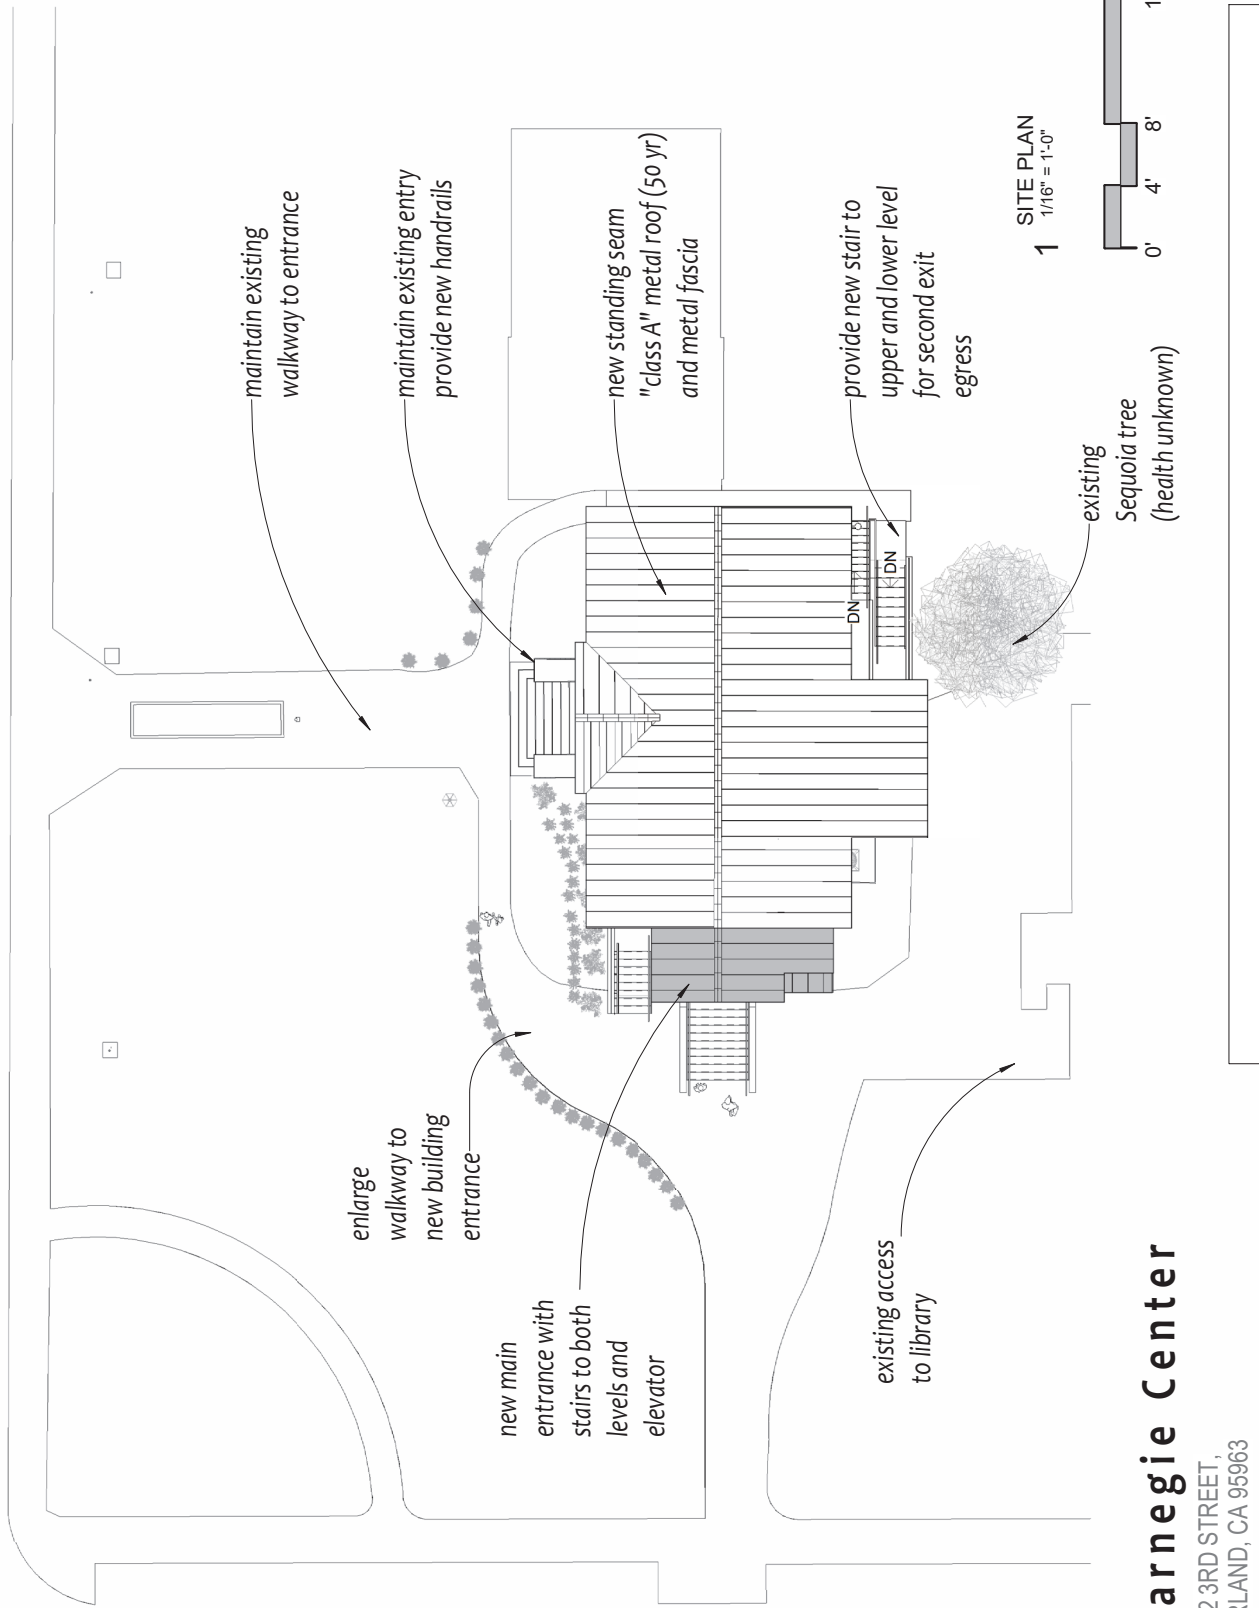 maintain existing
walkway to entrance
maintain existing entry
provide new handrails
new standing seam
"class A" metal roof (50 yr)
and metal fascia
provide new stair to
upper and lower level
for second exit
egress
existing
Sequoia tree
(health unknown)
DN
DN
enlarge
walkway to
new building
entrance
new main
entrance with
stairs to both
levels and
elevator
existing access
to library
1
SITE PLAN
1/16" = 1'-0"
0'
4'
8'
1
arnegie Center
2 3RD STREET,
RLAND, CA 95963